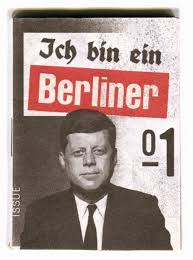 Ich bin ein
Berliner
01
ISSUE